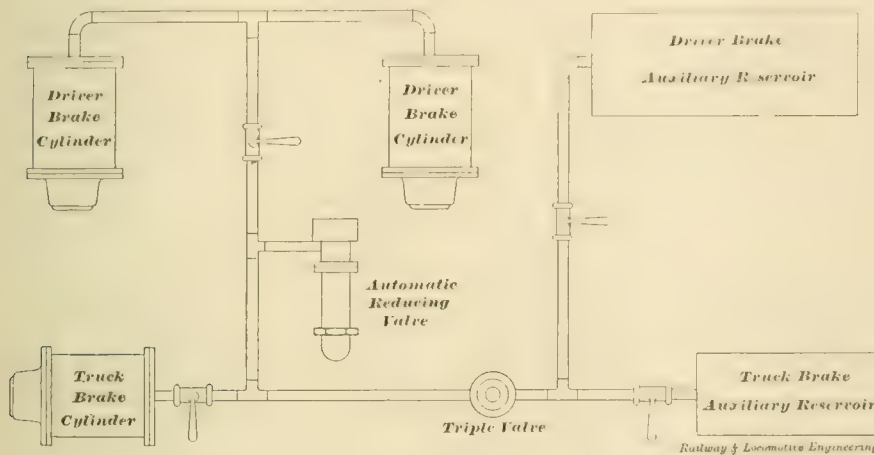 Driver Brake
Auxiliary Reservoir
Driver
Brake
Cylinder
Driver
Brake
Cylinder
Automatic
Reducing
Valve
Truck
Brake
Cylinder
Triple Valve
Truck Brake
Auxiliary Reservoir
Railway & Locomotive Engineering